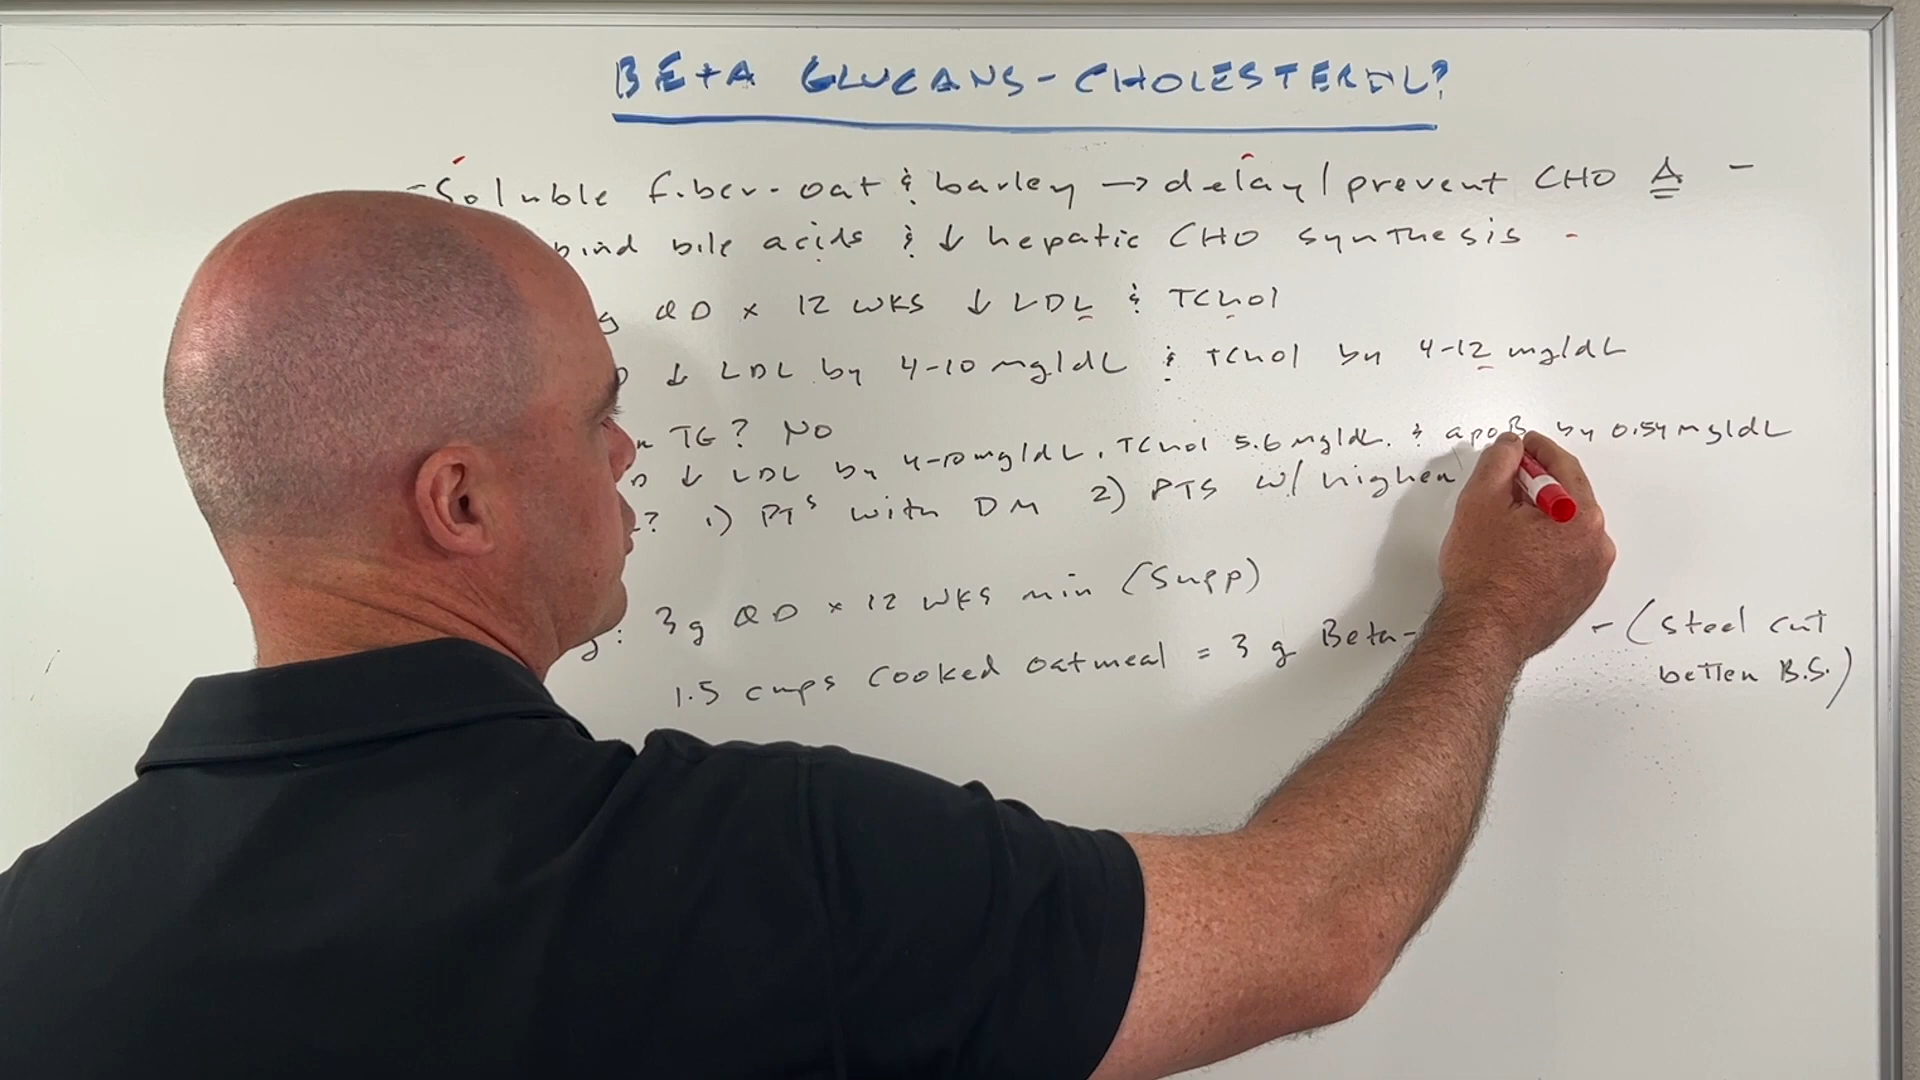 BETA GLUCANS - CHOLESTEROL?
- Soluble fiber - oat & barley → delay / prevent CHO A -
bind bile acids & ↓ hepatic CHO synthesis -
g QD x 12 WKS ↓ LDL & TChol
D ↓ LDL by 4-10 mg/dL & TChol by 4-12 mg/dL
TG? NO
↓ LDL by 4-10 mg/dL, TChol 5.6 mg/dL & apoB by 0.54 mg/dL
? 1) PTs with DM 2) PTS w/ higher
: 3g QD x 12 WKS min (Supp)
1.5 cups cooked oatmeal = 3 g Beta- - (steel cut
better B.S.)